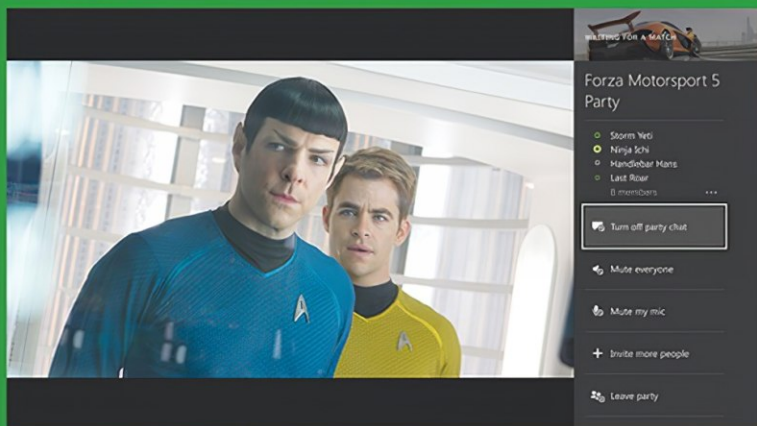 WAITING FOR A MATCH
Forza Motorsport 5
Party
Storm Yeti
Ninja Ichi
Handlebar Mans
Last Roar
8 members
Turn off party chat
Mute everyone
Mute my mic
Invite more people
Leave party